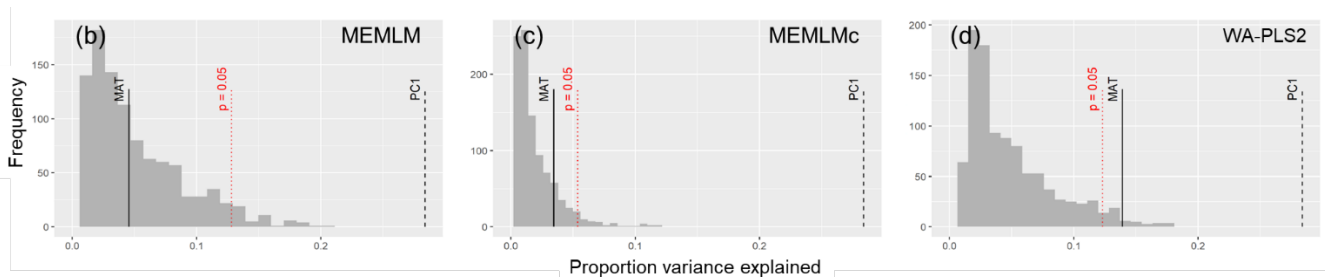 (b) MEMLM
(c) MEMLMc
(d) WA-PLS2
Frequency
150
100
50
0
MAT
p = 0.05
PC1
0.0 0.1 0.2
200
100
0
MAT
p = 0.05
PC1
0.0 0.1 0.2
200
150
100
50
0
p = 0.05
MAT
PC1
0.0 0.1 0.2
Proportion variance explained